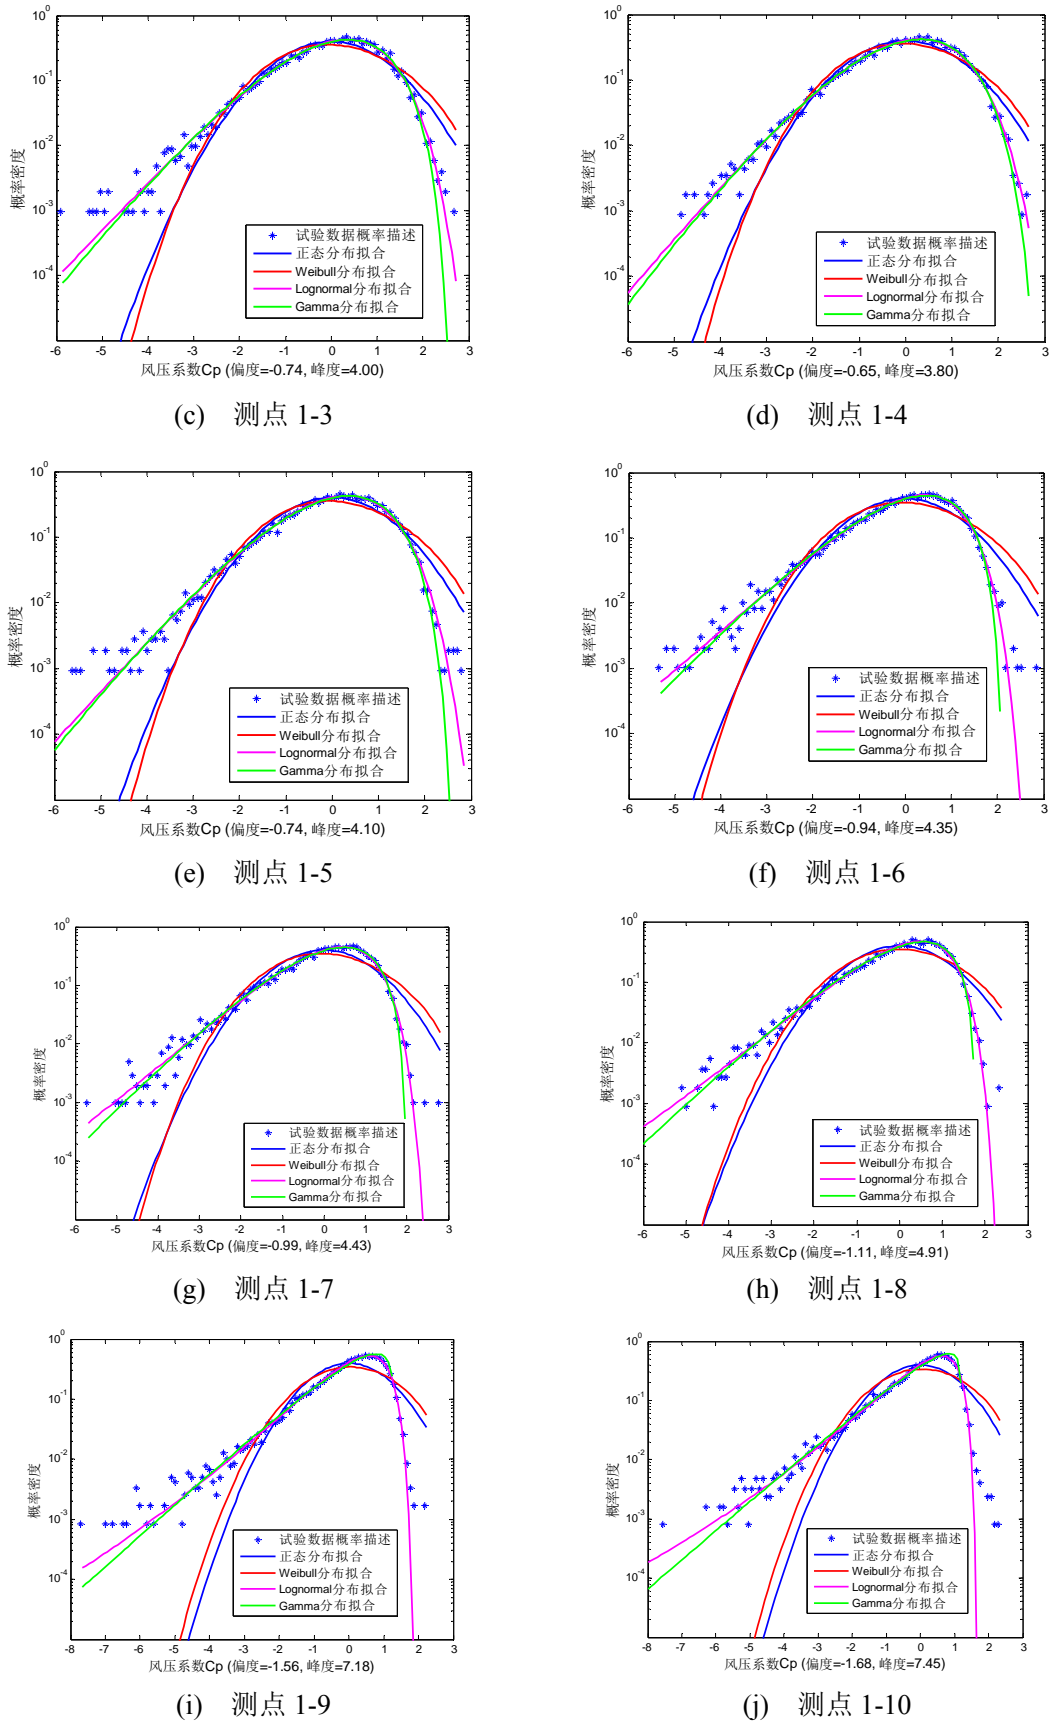 10^0
10^-1
10^-2
10^-3
10^-4
概率密度
试验数据概率描述
正态分布拟合
Weibull分布拟合
Lognormal分布拟合
Gamma分布拟合
-6 -5 -4 -3 -2 -1 0 1 2 3
风压系数Cp (偏度=-0.74, 峰度=4.00)
(c) 测点 1-3
10^0
10^-1
10^-2
10^-3
10^-4
概率密度
试验数据概率描述
正态分布拟合
Weibull分布拟合
Lognormal分布拟合
Gamma分布拟合
-6 -5 -4 -3 -2 -1 0 1 2 3
风压系数Cp (偏度=-0.65, 峰度=3.80)
(d) 测点 1-4
10^0
10^-1
10^-2
10^-3
10^-4
概率密度
试验数据概率描述
正态分布拟合
Weibull分布拟合
Lognormal分布拟合
Gamma分布拟合
-6 -5 -4 -3 -2 -1 0 1 2 3
风压系数Cp (偏度=-0.74, 峰度=4.10)
(e) 测点 1-5
10^0
10^-1
10^-2
10^-3
10^-4
概率密度
试验数据概率描述
正态分布拟合
Weibull分布拟合
Lognormal分布拟合
Gamma分布拟合
-6 -5 -4 -3 -2 -1 0 1 2 3
风压系数Cp (偏度=-0.94, 峰度=4.35)
(f) 测点 1-6
10^0
10^-1
10^-2
10^-3
10^-4
概率密度
试验数据概率描述
正态分布拟合
Weibull分布拟合
Lognormal分布拟合
Gamma分布拟合
-6 -5 -4 -3 -2 -1 0 1 2 3
风压系数Cp (偏度=-0.99, 峰度=4.43)
(g) 测点 1-7
10^0
10^-1
10^-2
10^-3
10^-4
概率密度
试验数据概率描述
正态分布拟合
Weibull分布拟合
Lognormal分布拟合
Gamma分布拟合
-6 -5 -4 -3 -2 -1 0 1 2 3
风压系数Cp (偏度=-1.11, 峰度=4.91)
(h) 测点 1-8
10^0
10^-1
10^-2
10^-3
10^-4
概率密度
试验数据概率描述
正态分布拟合
Weibull分布拟合
Lognormal分布拟合
Gamma分布拟合
-8 -7 -6 -5 -4 -3 -2 -1 0 1 2 3
风压系数Cp (偏度=-1.56, 峰度=7.18)
(i) 测点 1-9
10^0
10^-1
10^-2
10^-3
10^-4
概率密度
试验数据概率描述
正态分布拟合
Weibull分布拟合
Lognormal分布拟合
Gamma分布拟合
-8 -7 -6 -5 -4 -3 -2 -1 0 1 2 3
风压系数Cp (偏度=-1.68, 峰度=7.45)
(j) 测点 1-10